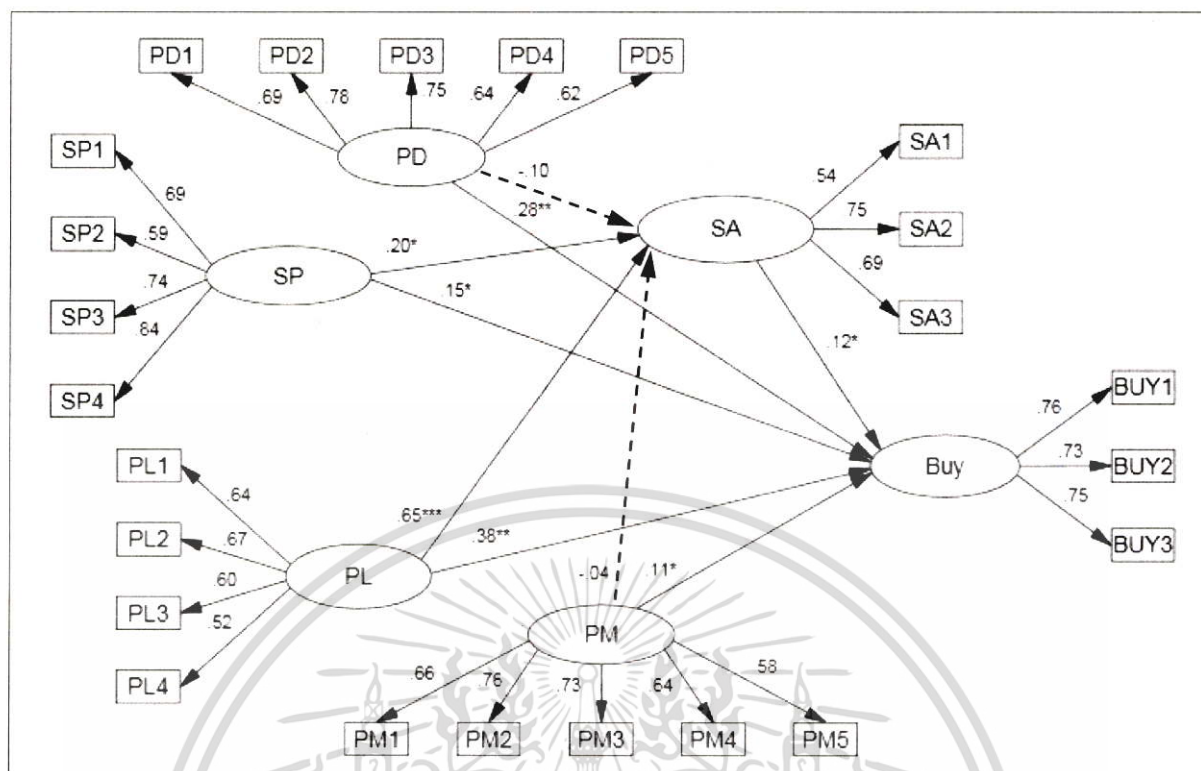 PD1 PD2 PD3 PD4 PD5
.69 .78 .75 .64 .62
PD
SP1
SP2
SP3
SP4
.69
.59
.74
.84
SP
-.10
.28**
.20*
.15*
SA
.54
.75
.69
SA1
SA2
SA3
.12*
Buy
.76
.73
.75
BUY1
BUY2
BUY3
PL1
PL2
PL3
PL4
.64
.67
.60
.52
PL
.65***
.38**
-.04
.11*
PM
.66 .76 .73 .64 .58
PM1 PM2 PM3 PM4 PM5